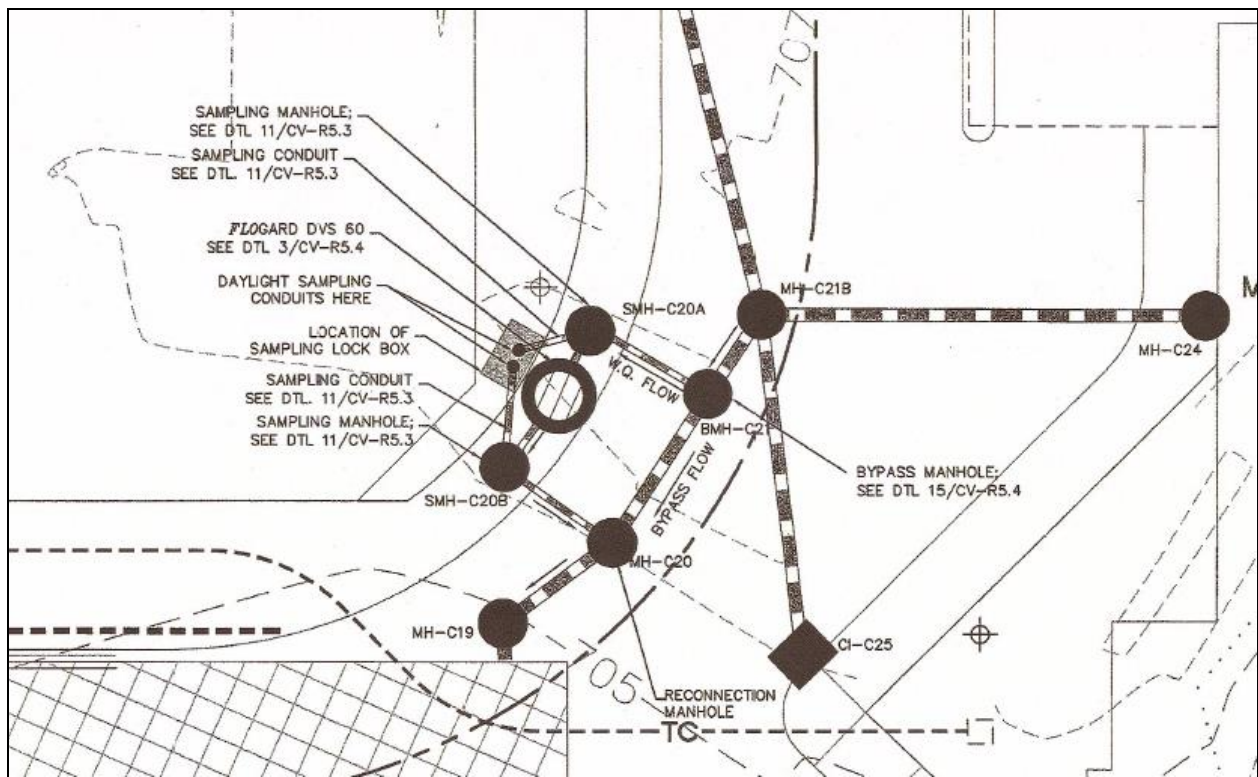 707
SAMPLING MANHOLE;
SEE DTL 11/CV-R5.3
SAMPLING CONDUIT
SEE DTL. 11/CV-R5.3
FLOGARD DVS 60
SEE DTL 3/CV-R5.4
DAYLIGHT SAMPLING
CONDUITS HERE
LOCATION OF
SAMPLING LOCK BOX
SAMPLING CONDUIT
SEE DTL. 11/CV-R5.3
SAMPLING MANHOLE;
SEE DTL 11/CV-R5.3
SMH-C20A
MH-C21B
M
MH-C24
W.Q. FLOW
BMH-C21
BYPASS FLOW
BYPASS MANHOLE;
SEE DTL 15/CV-R5.4
SMH-C20B
MH-C20
MH-C19
CI-C25
05
RECONNECTION
MANHOLE
TC